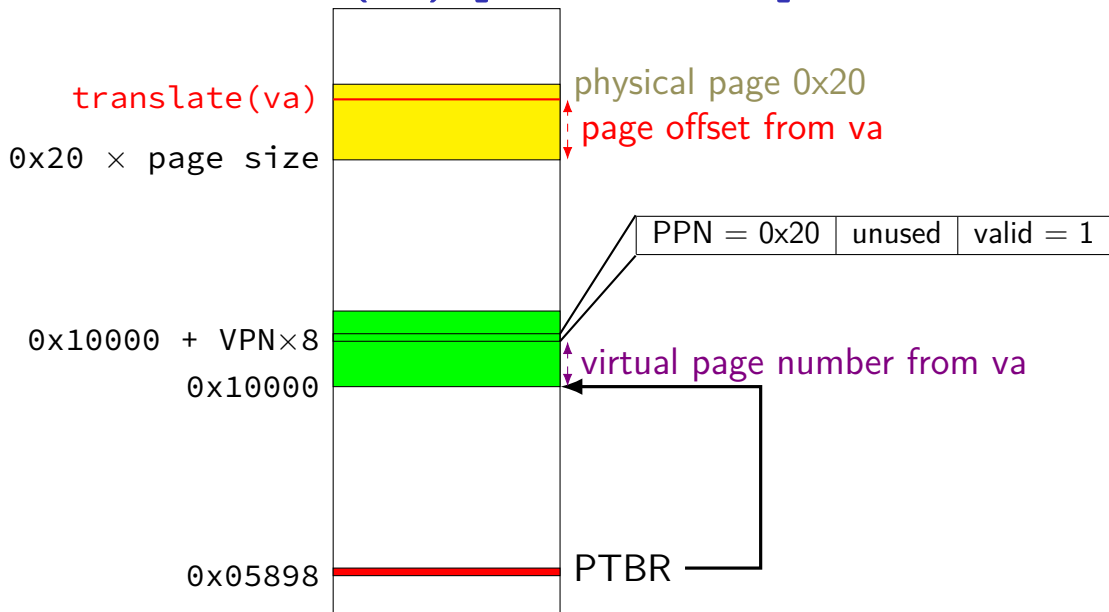 translate(va)
physical page 0x20
page offset from va
0x20 × page size
PPN = 0x20 unused valid = 1
0x10000 + VPN×8
virtual page number from va
0x10000
PTBR
0x05898